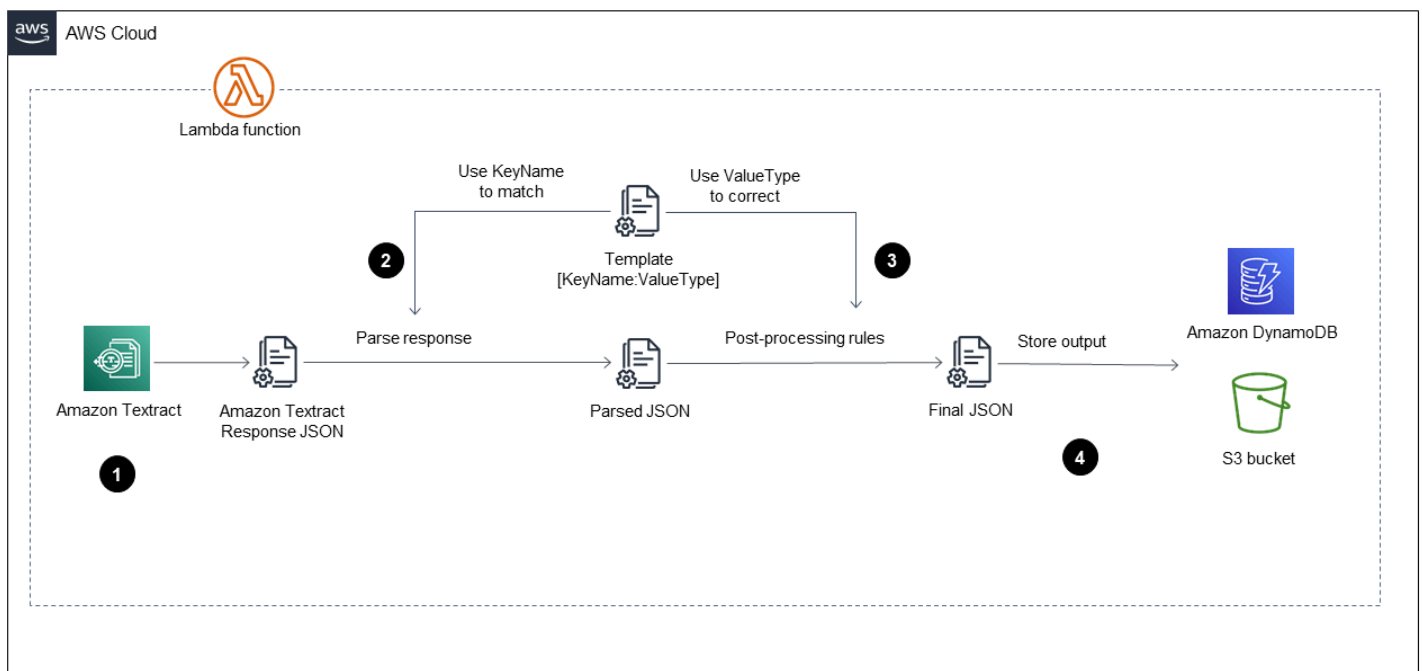 aws
AWS Cloud
Lambda function
Use KeyName
to match
Use ValueType
to correct
2
Template
[KeyName:ValueType]
3
Parse response
Post-processing rules
Store output
Amazon DynamoDB
Amazon Textract
Amazon Textract
Response JSON
Parsed JSON
Final JSON
1
4
S3 bucket